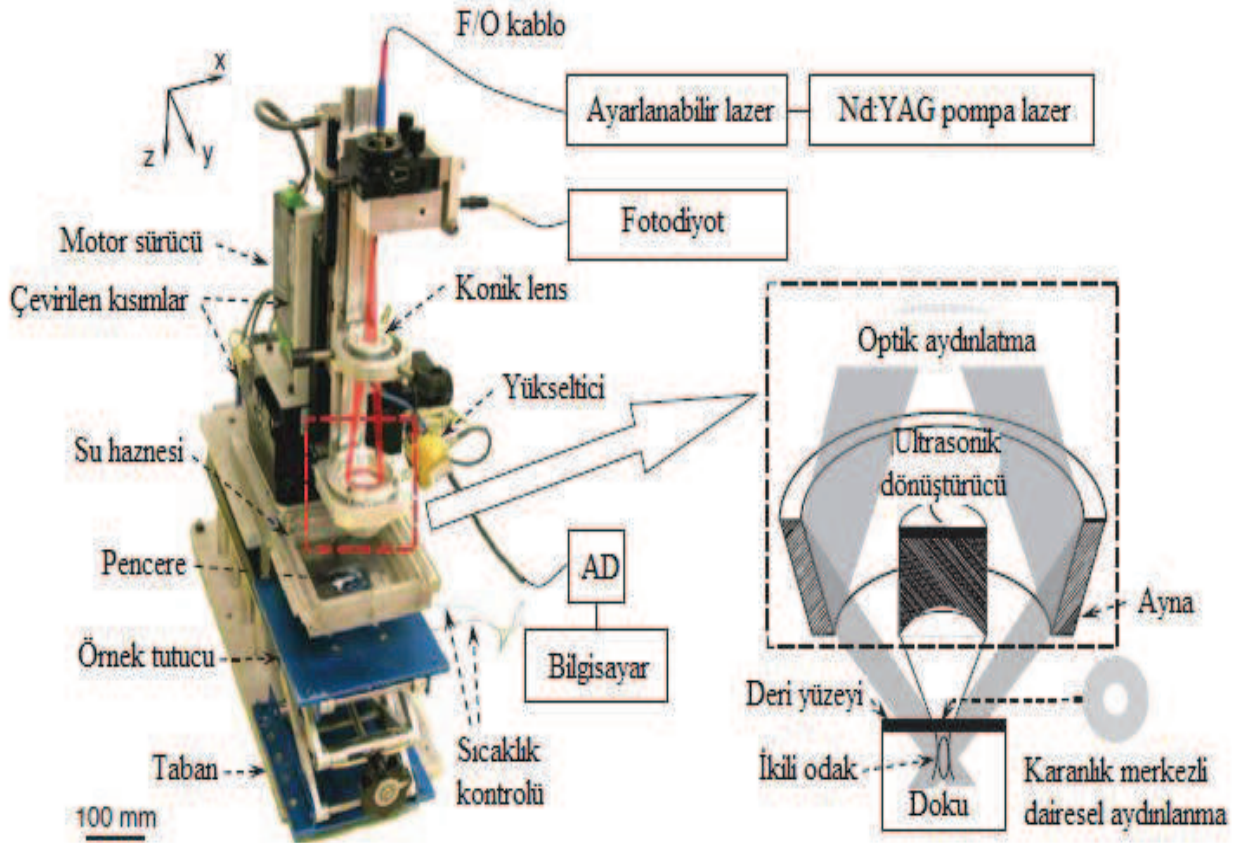 F/O kablo
x
z
y
Ayarlanabilir lazer
Nd:YAG pompa lazer
Fotodiyot
Motor sürücü
Çevirilen kısımlar
Konik lens
Yükseltici
Su haznesi
Pencere
AD
Bilgisayar
Örnek tutucu
Taban
Sıcaklık
kontrolü
100 mm
Optik aydınlatma
Ultrasonik
dönüştürücü
Ayna
Deri yüzeyi
İkili odak
Doku
Karanlık merkezli
dairesel aydınlanma